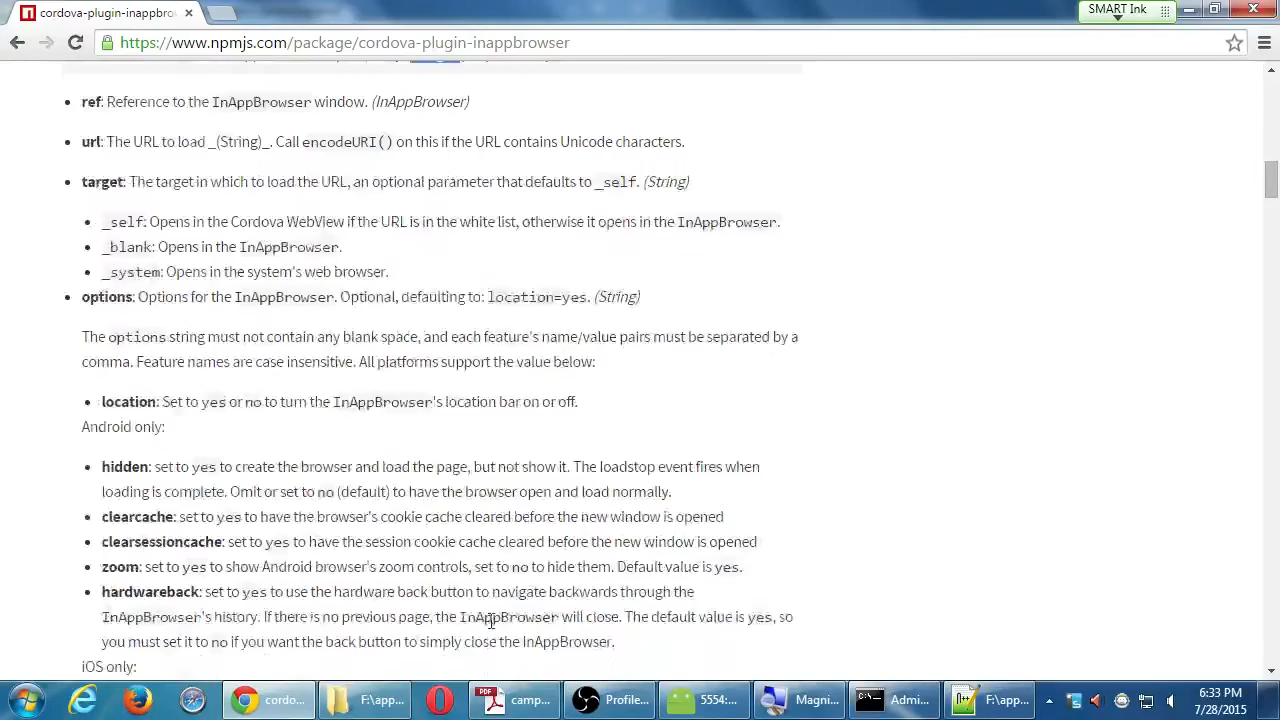 cordova-plugin-inappbro
SMART Ink
https://www.npmjs.com/package/cordova-plugin-inappbrowser
ref: Reference to the InAppBrowser window. (InAppBrowser)
url: The URL to load _(String)_. Call encodeURI() on this if the URL contains Unicode characters.
target: The target in which to load the URL, an optional parameter that defaults to _self. (String)
_self: Opens in the Cordova WebView if the URL is in the white list, otherwise it opens in the InAppBrowser.
_blank: Opens in the InAppBrowser.
_system: Opens in the system's web browser.
options: Options for the InAppBrowser. Optional, defaulting to: location=yes. (String)
The options string must not contain any blank space, and each feature's name/value pairs must be separated by a
comma. Feature names are case insensitive. All platforms support the value below:
location: Set to yes or no to turn the InAppBrowser's location bar on or off.
Android only:
hidden: set to yes to create the browser and load the page, but not show it. The loadstop event fires when
loading is complete. Omit or set to no (default) to have the browser open and load normally.
clearcache: set to yes to have the browser's cookie cache cleared before the new window is opened
clearsessioncache: set to yes to have the session cookie cache cleared before the new window is opened
zoom: set to yes to show Android browser's zoom controls, set to no to hide them. Default value is yes.
hardwareback: set to yes to use the hardware back button to navigate backwards through the
InAppBrowser's history. If there is no previous page, the InAppBrowser will close. The default value is yes, so
you must set it to no if you want the back button to simply close the InAppBrowser.
iOS only:
cordo... F:\app... PDF camp... Profile... 5554:... Magni... Admi... F:\app... 6:33 PM
7/28/2015